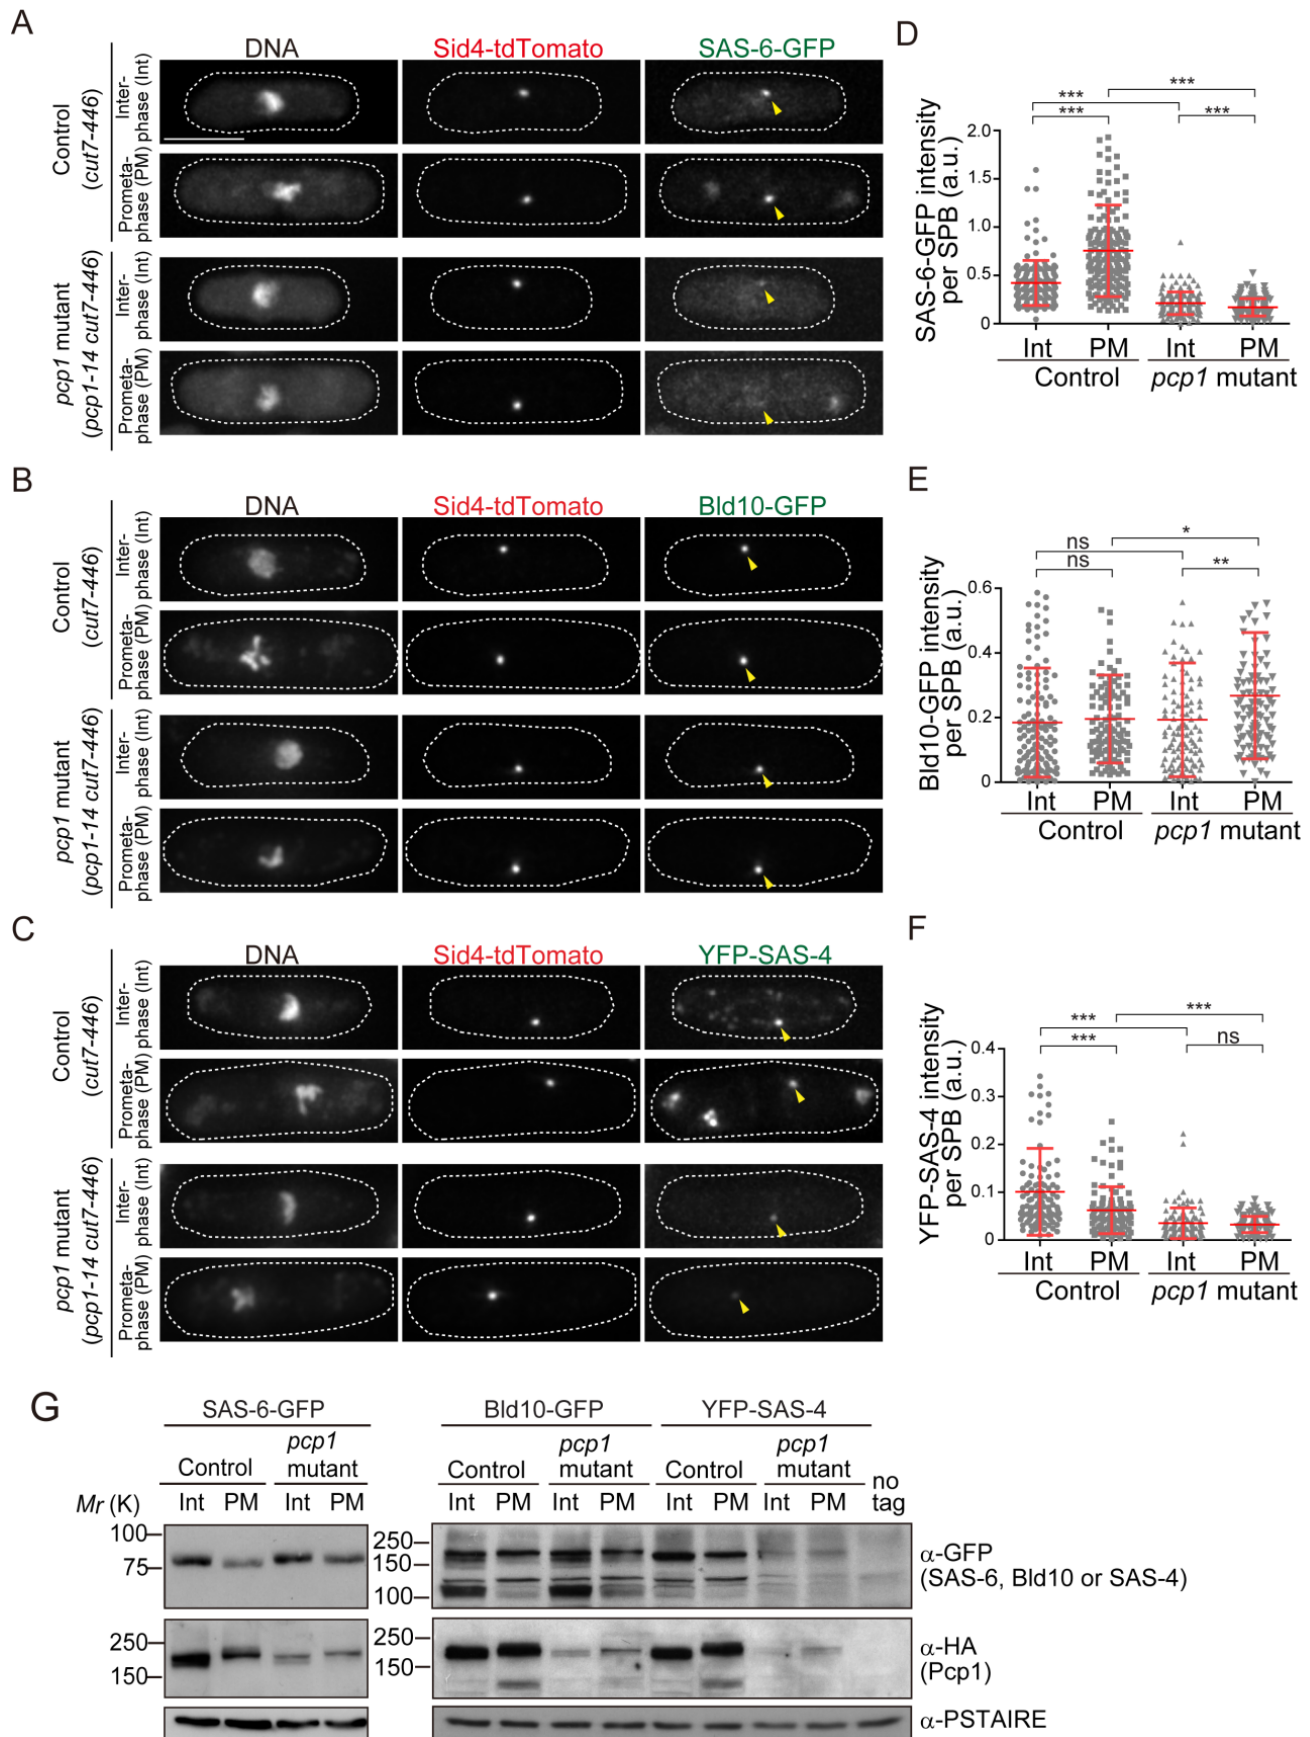 A
DNA
Sid4-tdTomato
SAS-6-GFP
Control
(cut7-446)
Inter-
phase (Int)
Prometa-
phase (PM)
pcp1 mutant
(pcp1-14 cut7-446)
Inter-
phase (Int)
Prometa-
phase (PM)
D
SAS-6-GFP intensity
per SPB (a.u.)
***
***
***
***
2.0
1.5
1.0
0.5
0
Int
PM
Int
PM
Control
pcp1 mutant
B
DNA
Sid4-tdTomato
Bld10-GFP
Control
(cut7-446)
Inter-
phase (Int)
Prometa-
phase (PM)
pcp1 mutant
(pcp1-14 cut7-446)
Inter-
phase (Int)
Prometa-
phase (PM)
E
Bld10-GFP intensity
per SPB (a.u.)
*
ns
ns
**
0.6
0.4
0.2
0
Int
PM
Int
PM
Control
pcp1 mutant
C
DNA
Sid4-tdTomato
YFP-SAS-4
Control
(cut7-446)
Inter-
phase (Int)
Prometa-
phase (PM)
pcp1 mutant
(pcp1-14 cut7-446)
Inter-
phase (Int)
Prometa-
phase (PM)
F
YFP-SAS-4 intensity
per SPB (a.u.)
***
***
***
ns
0.4
0.3
0.2
0.1
0
Int
PM
Int
PM
Control
pcp1 mutant
G
SAS-6-GFP
Bld10-GFP
YFP-SAS-4
Control
pcp1
mutant
Control
pcp1
mutant
Control
pcp1
mutant
no
tag
Mr (K)
Int PM Int PM
Int PM Int PM Int PM Int PM
100
75
250
150
100
α-GFP
(SAS-6, Bld10 or SAS-4)
250
150
250
150
α-HA
(Pcp1)
α-PSTAIRE